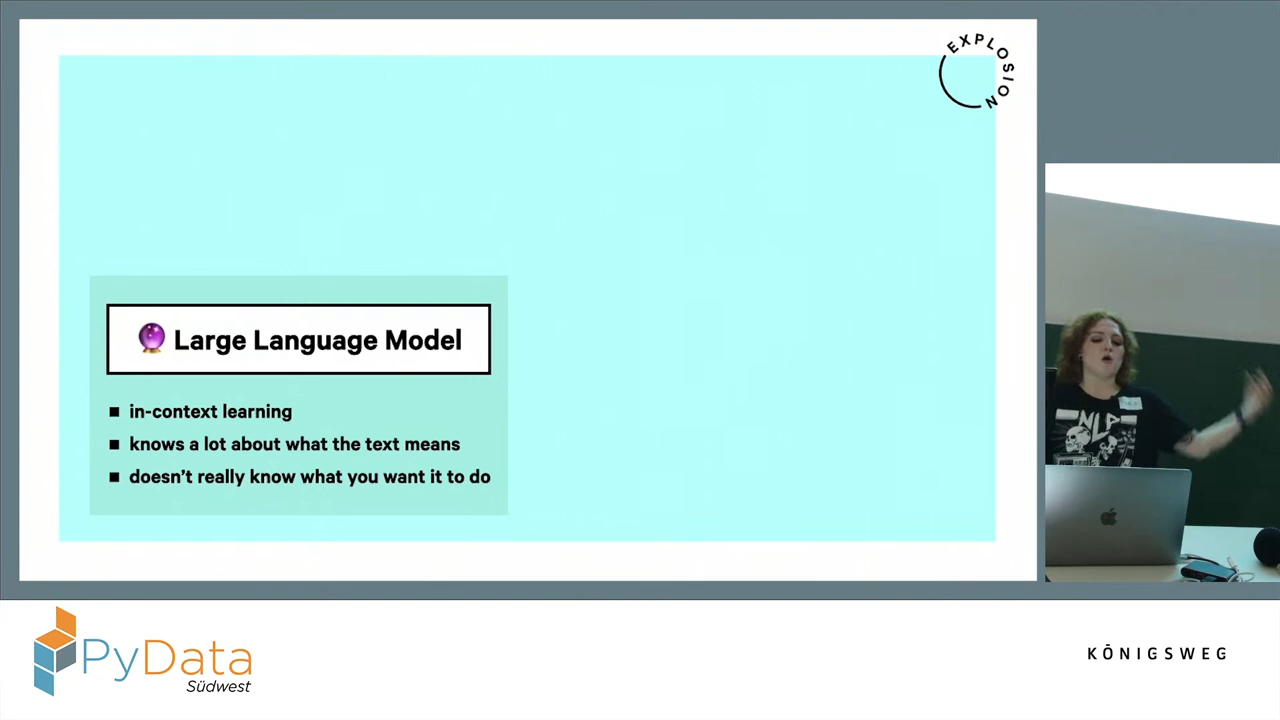 EXPLOSION
Large Language Model
in-context learning
knows a lot about what the text means
doesn’t really know what you want it to do
NLP
PyData
Südwest
KÖNIGSWEG